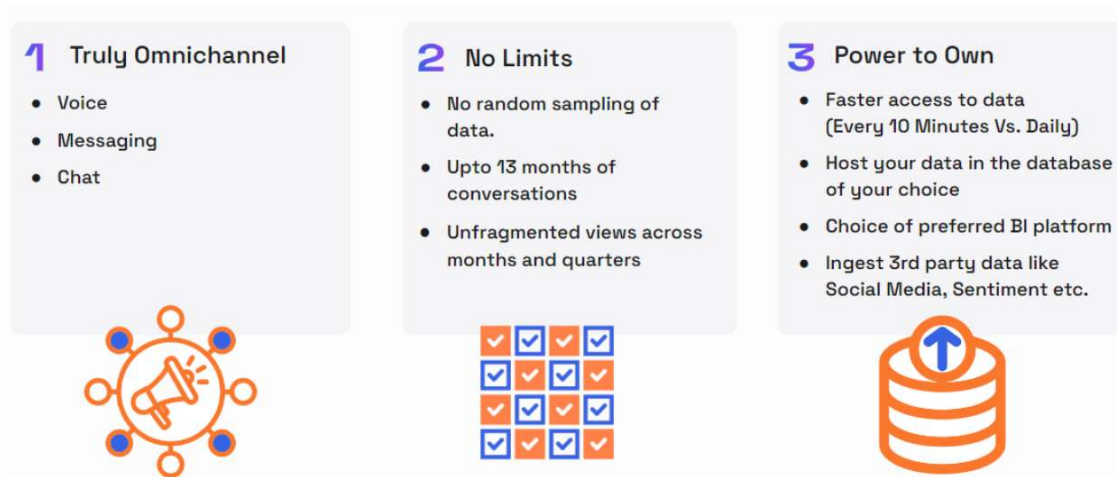 1 Truly Omnichannel
● Voice
● Messaging
● Chat
2 No Limits
● No random sampling of
data.
● Upto 13 months of
conversations
● Unfragmented views across
months and quarters
3 Power to Own
● Faster access to data
(Every 10 Minutes Vs. Daily)
● Host your data in the database
of your choice
● Choice of preferred BI platform
● Ingest 3rd party data like
Social Media, Sentiment etc.